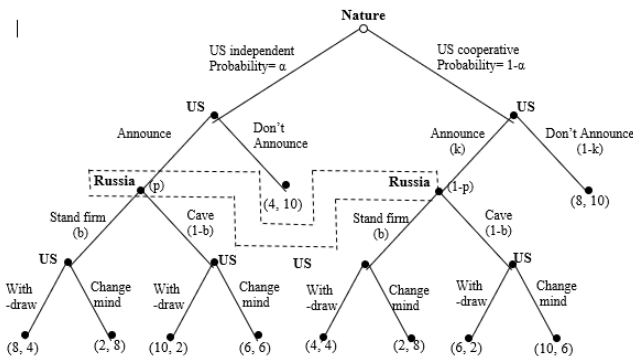 Nature
US independent
Probability= α
US cooperative
Probability= 1-α
US
US
Announce
Don't
Announce
Announce
(k)
Don't Announce
(1-k)
Russia
(p)
Russia
(1-p)
(4, 10)
(8, 10)
Stand firm
(b)
Cave
(1-b)
Stand firm
(b)
Cave
(1-b)
US
US
US
US
With
-draw
Change
mind
With
-draw
Change
mind
With
-draw
Change
mind
With
-draw
Change
mind
(8, 4)
(2, 8)
(10, 2)
(6, 6)
(4, 4)
(2, 8)
(6, 2)
(10, 6)